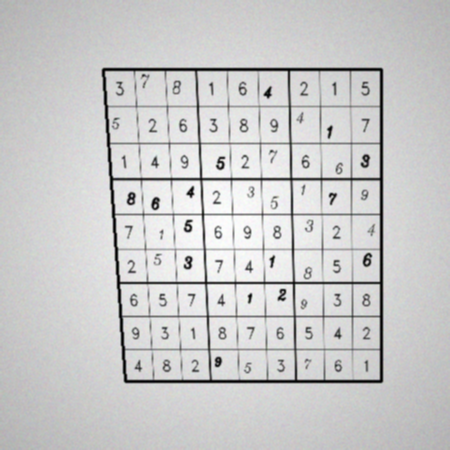 3 7 8 1 6 4 2 1 5
5 2 6 3 8 9 4 1 7
1 4 9 5 2 7 6 6 3
8 6 4 2 3 5 1 7 9
7 1 5 6 9 8 3 2 4
2 5 3 7 4 1 8 5 6
6 5 7 4 1 2 9 3 8
9 3 1 8 7 6 5 4 2
4 8 2 9 5 3 7 6 1